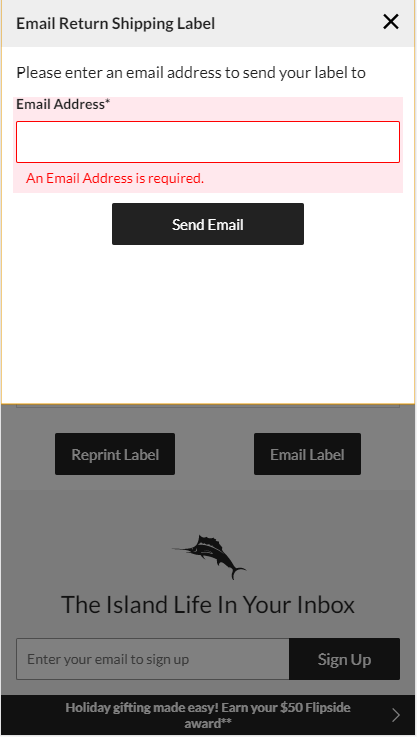 Email Return Shipping Label
Please enter an email address to send your label to
Email Address*
An Email Address is required.
Send Email
Reprint Label
Email Label
The Island Life In Your Inbox
Enter your email to sign up
Sign Up
Holiday gifting made easy! Earn your $50 Flipside
award**